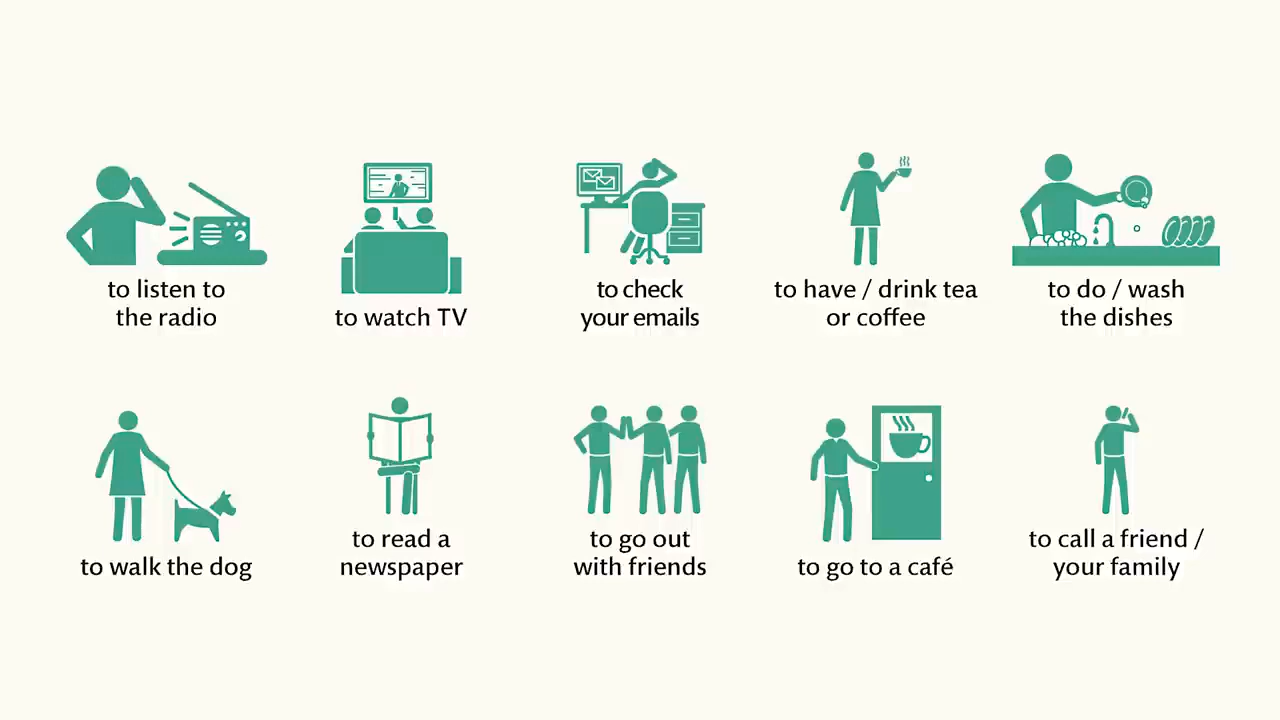 to listen to
the radio
to watch TV
to check
your emails
to have / drink tea
or coffee
to do / wash
the dishes
to walk the dog
to read a
newspaper
to go out
with friends
to go to a café
to call a friend /
your family